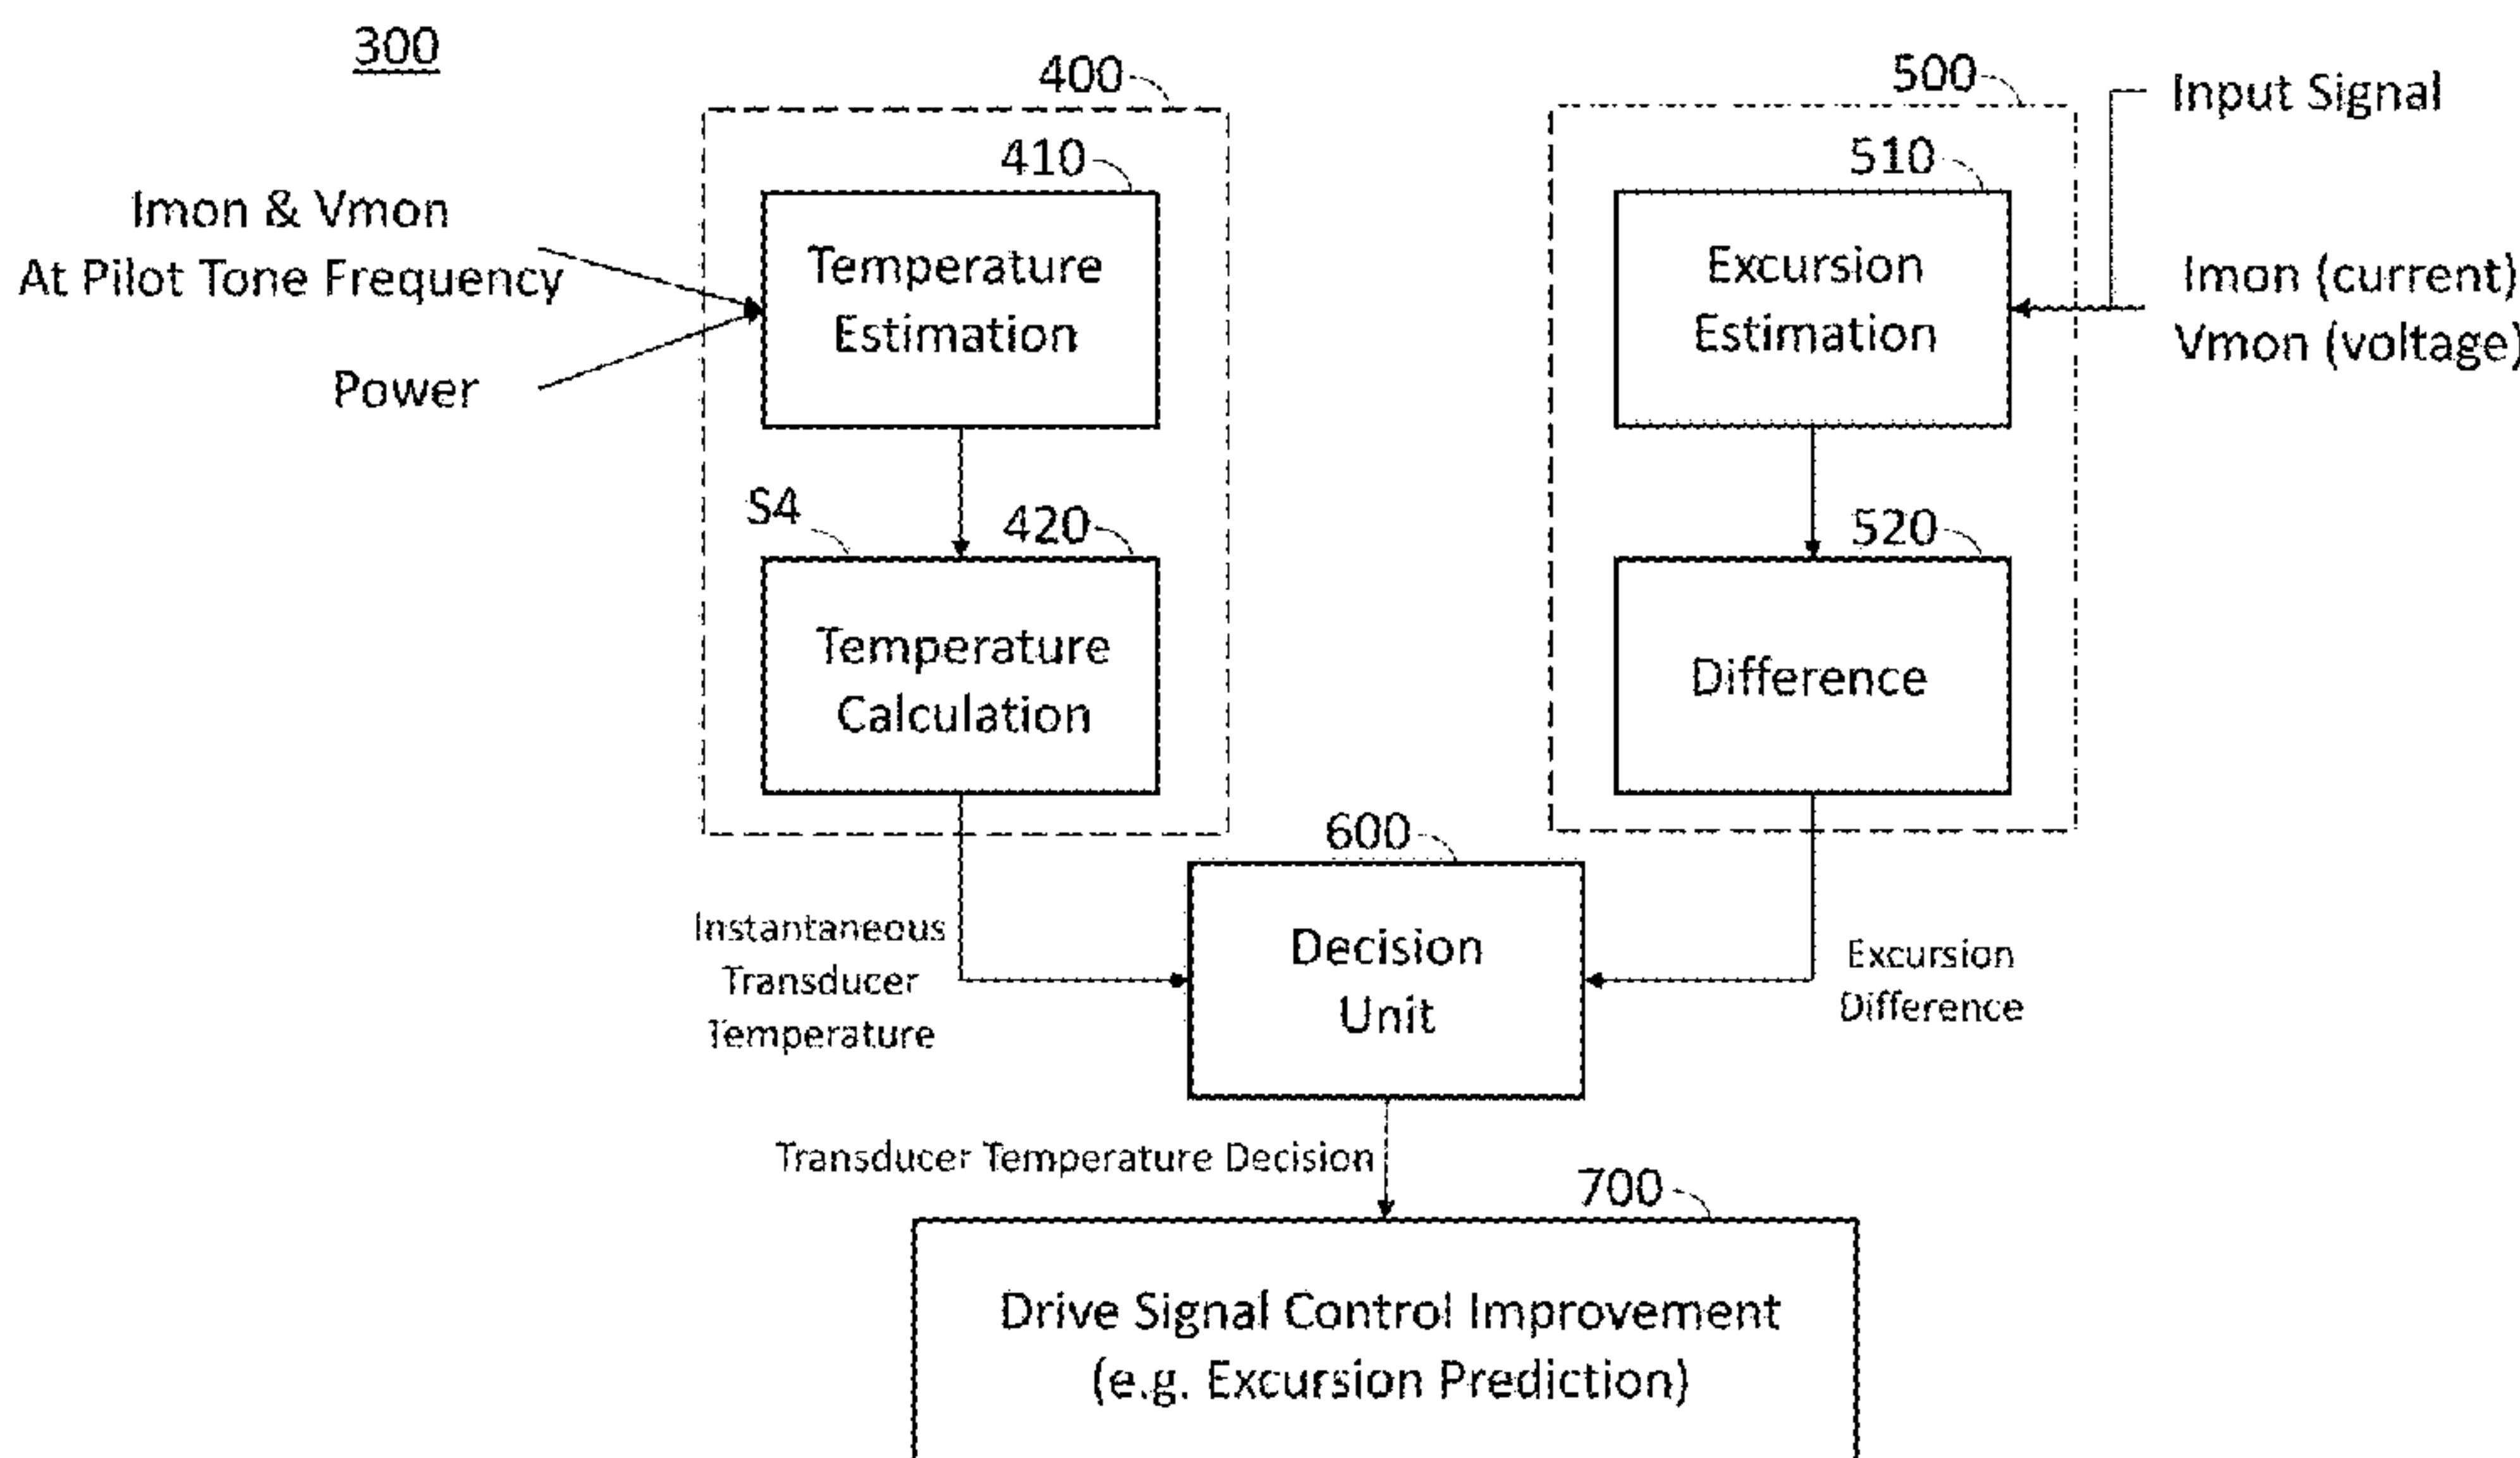 300
400
500
Input Signal
410
510
Imon & Vmon
At Pilot Tone Frequency
Power
Temperature
Estimation
Excursion
Estimation
Imon (current)
Vmon (voltage)
S4
420
520
Temperature
Calculation
Difference
600
Instantaneous
Transducer
Temperature
Decision
Unit
Excursion
Difference
Transducer Temperature Decision
700
Drive Signal Control Improvement
(e.g. Excursion Prediction)